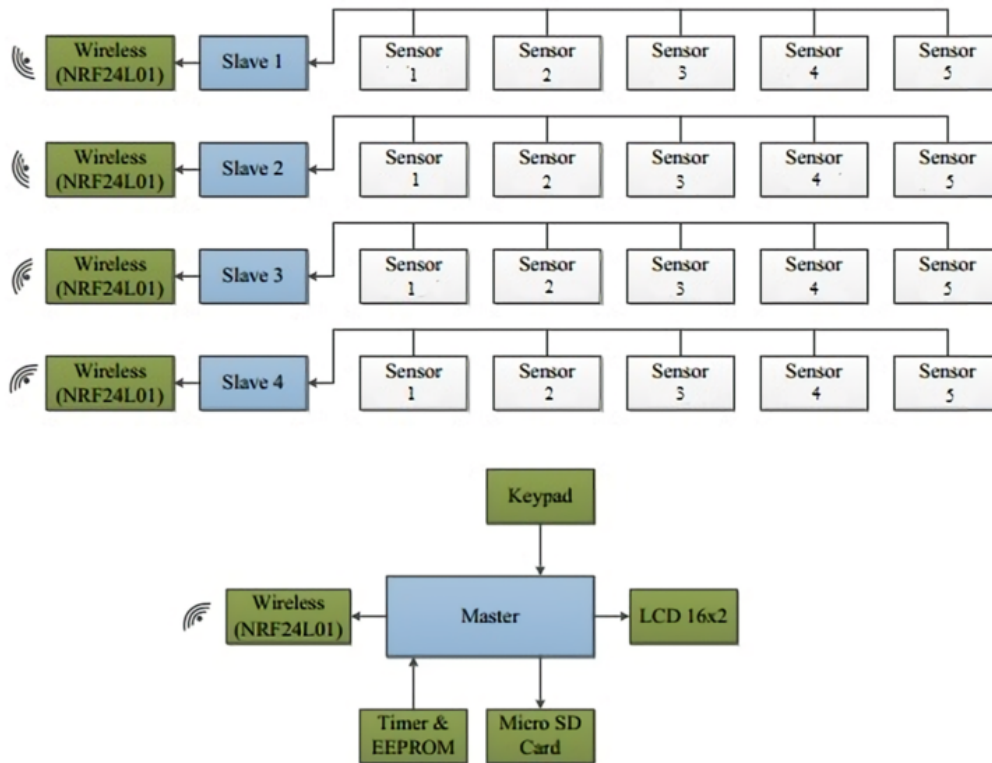 Wireless
(NRF24L01)
Slave 1
Sensor
1
Sensor
2
Sensor
3
Sensor
4
Sensor
5
Wireless
(NRF24L01)
Slave 2
Sensor
1
Sensor
2
Sensor
3
Sensor
4
Sensor
5
Wireless
(NRF24L01)
Slave 3
Sensor
1
Sensor
2
Sensor
3
Sensor
4
Sensor
5
Wireless
(NRF24L01)
Slave 4
Sensor
1
Sensor
2
Sensor
3
Sensor
4
Sensor
5
Keypad
Wireless
(NRF24L01)
Master
LCD 16x2
Timer &
EEPROM
Micro SD
Card